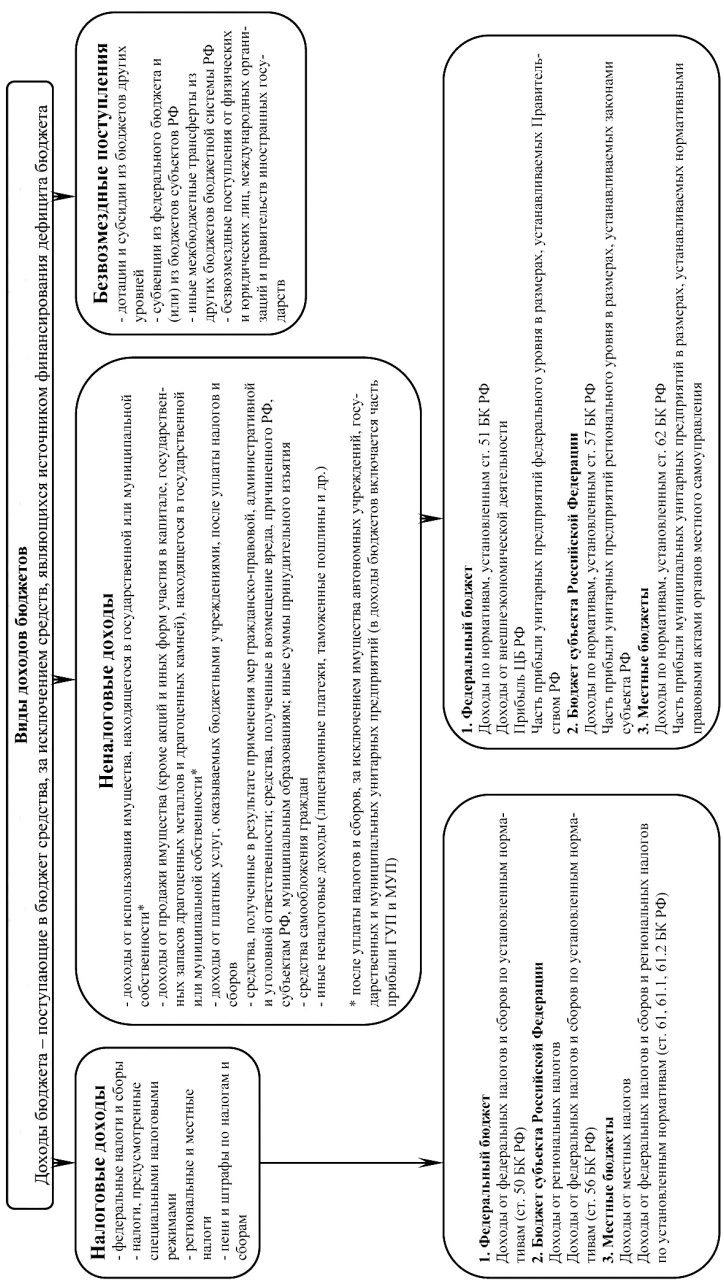 Виды доходов бюджетов
Доходы бюджета – поступающие в бюджет средства, за исключением средств, являющихся источником финансирования дефицита бюджета
Налоговые доходы
- федеральные налоги и сборы
- налоги, предусмотренные
специальными налоговыми
режимами
- региональные и местные
налоги
- пени и штрафы по налогам и
сборам
Неналоговые доходы
- доходы от использования имущества, находящегося в государственной или муниципальной
собственности*
- доходы от продажи имущества (кроме акций и иных форм участия в капитале, государствен-
ных запасов драгоценных металлов и драгоценных камней), находящегося в государственной
или муниципальной собственности*
- доходы от платных услуг, оказываемых бюджетными учреждениями, после уплаты налогов и
сборов
- средства, полученные в результате применения мер гражданско-правовой, административной
и уголовной ответственности; средства, полученные в возмещение вреда, причиненного РФ,
субъектам РФ, муниципальным образованиям; иные суммы принудительного изъятия
- средства самообложения граждан
- иные неналоговые доходы (лицензионные платежи, таможенные пошлины и др.)
* после уплаты налогов и сборов, за исключением имущества автономных учреждений, госу-
дарственных и муниципальных унитарных предприятий (в доходы бюджетов включается часть
прибыли ГУП и МУП)
Безвозмездные поступления
- дотации и субсидии из бюджетов других
уровней
- субвенции из федерального бюджета и
(или) из бюджетов субъектов РФ
- иные межбюджетные трансферты из
других бюджетов бюджетной системы РФ
- безвозмездные поступления от физических
и юридических лиц, международных органи-
заций и правительств иностранных госу-
дарств
1. Федеральный бюджет
Доходы от федеральных налогов и сборов по установленным норма-
тивам (ст. 50 БК РФ)
2. Бюджет субъекта Российской Федерации
Доходы от региональных налогов
Доходы от федеральных налогов и сборов по установленным норма-
тивам (ст. 56 БК РФ)
3. Местные бюджеты
Доходы от местных налогов
Доходы от федеральных налогов и сборов и региональных налогов
по установленным нормативам (ст. 61, 61.1, 61.2 БК РФ)
1. Федеральный бюджет
Доходы по нормативам, установленным ст. 51 БК РФ
Доходы от внешнеэкономической деятельности
Прибыль ЦБ РФ
Часть прибыли унитарных предприятий федерального уровня в размерах, устанавливаемых Правитель-
ством РФ
2. Бюджет субъекта Российской Федерации
Доходы по нормативам, установленным ст. 57 БК РФ
Часть прибыли унитарных предприятий регионального уровня в размерах, устанавливаемых законами
субъекта РФ
3. Местные бюджеты
Доходы по нормативам, установленным ст. 62 БК РФ
Часть прибыли муниципальных унитарных предприятий в размерах, устанавливаемых нормативными
правовыми актами органов местного самоуправления